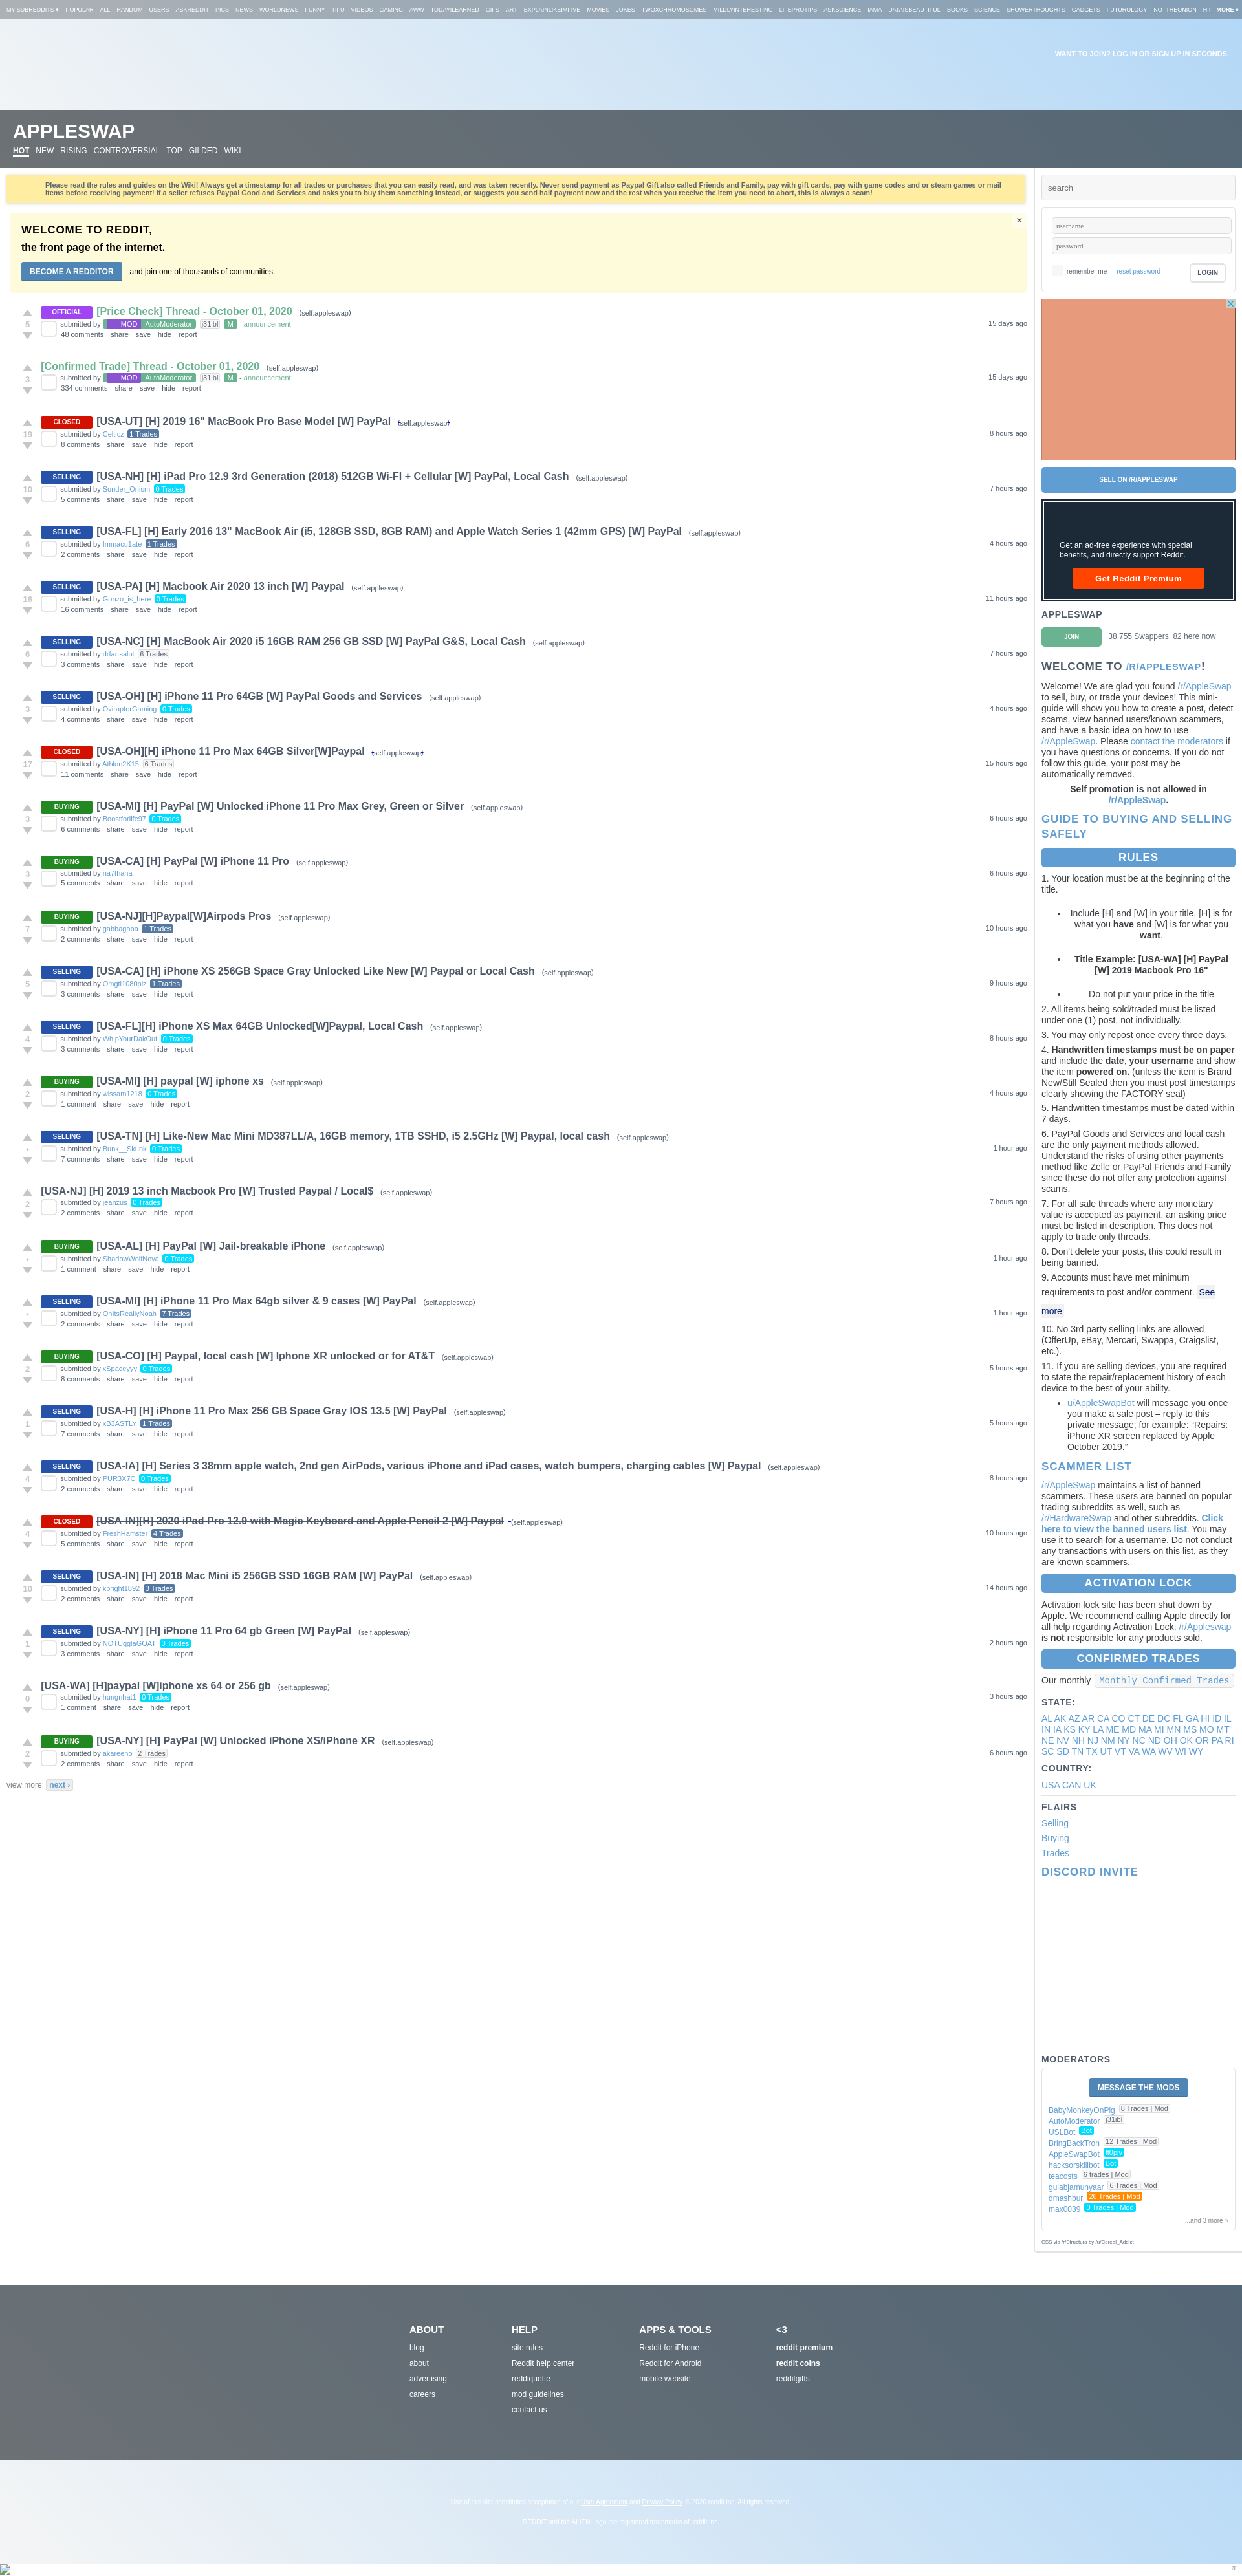 MY SUBREDDITS ▾ POPULAR ALL RANDOM USERS ASKREDDIT PICS NEWS WORLDNEWS FUNNY TIFU VIDEOS GAMING AWW TODAYILEARNED GIFS ART EXPLAINLIKEIMFIVE MOVIES JOKES TWOXCHROMOSOMES MILDLYINTERESTING LIFEPROTIPS ASKSCIENCE IAMA DATAISBEAUTIFUL BOOKS SCIENCE SHOWERTHOUGHTS GADGETS FUTUROLOGY NOTTHEONION HI MORE »
WANT TO JOIN? LOG IN OR SIGN UP IN SECONDS.
APPLESWAP
HOT NEW RISING CONTROVERSIAL TOP GILDED WIKI
Please read the rules and guides on the Wiki! Always get a timestamp for all trades or purchases that you can easily read, and was taken recently. Never send payment as Paypal Gift also called Friends and Family, pay with gift cards, pay with game codes and or steam games or mail
items before receiving payment! If a seller refuses Paypal Good and Services and asks you to buy them something instead, or suggests you send half payment now and the rest when you receive the item you need to abort, this is always a scam!
WELCOME TO REDDIT,
the front page of the internet.
BECOME A REDDITOR and join one of thousands of communities.
×
5
OFFICIAL [Price Check] Thread - October 01, 2020 (self.appleswap)
submitted by MOD AutoModerator j31ibl M - announcement 15 days ago
48 comments share save hide report
3
[Confirmed Trade] Thread - October 01, 2020 (self.appleswap)
submitted by MOD AutoModerator j31ibl M - announcement 15 days ago
334 comments share save hide report
19
CLOSED [USA-UT] [H] 2019 16" MacBook Pro Base Model [W] PayPal (self.appleswap)
submitted by Celticz 1 Trades 8 hours ago
8 comments share save hide report
10
SELLING [USA-NH] [H] iPad Pro 12.9 3rd Generation (2018) 512GB Wi-FI + Cellular [W] PayPal, Local Cash (self.appleswap)
submitted by Sonder_Onism 0 Trades 7 hours ago
5 comments share save hide report
6
SELLING [USA-FL] [H] Early 2016 13" MacBook Air (i5, 128GB SSD, 8GB RAM) and Apple Watch Series 1 (42mm GPS) [W] PayPal (self.appleswap)
submitted by Immacu1ate 1 Trades 4 hours ago
2 comments share save hide report
16
SELLING [USA-PA] [H] Macbook Air 2020 13 inch [W] Paypal (self.appleswap)
submitted by Gonzo_is_here 0 Trades 11 hours ago
16 comments share save hide report
6
SELLING [USA-NC] [H] MacBook Air 2020 i5 16GB RAM 256 GB SSD [W] PayPal G&S, Local Cash (self.appleswap)
submitted by drfartsalot 6 Trades 7 hours ago
3 comments share save hide report
3
SELLING [USA-OH] [H] iPhone 11 Pro 64GB [W] PayPal Goods and Services (self.appleswap)
submitted by OviraptorGaming 0 Trades 4 hours ago
4 comments share save hide report
17
CLOSED [USA-OH][H] iPhone 11 Pro Max 64GB Silver[W]Paypal (self.appleswap)
submitted by Athlon2K15 6 Trades 15 hours ago
11 comments share save hide report
3
BUYING [USA-MI] [H] PayPal [W] Unlocked iPhone 11 Pro Max Grey, Green or Silver (self.appleswap)
submitted by Boostforlife97 0 Trades 6 hours ago
6 comments share save hide report
3
BUYING [USA-CA] [H] PayPal [W] iPhone 11 Pro (self.appleswap)
submitted by na7thana 6 hours ago
5 comments share save hide report
7
BUYING [USA-NJ][H]Paypal[W]Airpods Pros (self.appleswap)
submitted by gabbagaba 1 Trades 10 hours ago
2 comments share save hide report
5
SELLING [USA-CA] [H] iPhone XS 256GB Space Gray Unlocked Like New [W] Paypal or Local Cash (self.appleswap)
submitted by Omgti1080plz 1 Trades 9 hours ago
3 comments share save hide report
4
SELLING [USA-FL][H] iPhone XS Max 64GB Unlocked[W]Paypal, Local Cash (self.appleswap)
submitted by WhipYourDakOut 0 Trades 8 hours ago
3 comments share save hide report
2
BUYING [USA-MI] [H] paypal [W] iphone xs (self.appleswap)
submitted by wissam1218 0 Trades 4 hours ago
1 comment share save hide report
•
SELLING [USA-TN] [H] Like-New Mac Mini MD387LL/A, 16GB memory, 1TB SSHD, i5 2.5GHz [W] Paypal, local cash (self.appleswap)
submitted by Bunk__Skunk 0 Trades 1 hour ago
7 comments share save hide report
2
[USA-NJ] [H] 2019 13 inch Macbook Pro [W] Trusted Paypal / Local$ (self.appleswap)
submitted by jeanzus 0 Trades 7 hours ago
2 comments share save hide report
•
BUYING [USA-AL] [H] PayPal [W] Jail-breakable iPhone (self.appleswap)
submitted by ShadowWolfNova 0 Trades 1 hour ago
1 comment share save hide report
•
SELLING [USA-MI] [H] iPhone 11 Pro Max 64gb silver & 9 cases [W] PayPal (self.appleswap)
submitted by OhItsReallyNoah 7 Trades 1 hour ago
2 comments share save hide report
2
BUYING [USA-CO] [H] Paypal, local cash [W] Iphone XR unlocked or for AT&T (self.appleswap)
submitted by xSpaceyyy 0 Trades 5 hours ago
8 comments share save hide report
1
SELLING [USA-H] [H] iPhone 11 Pro Max 256 GB Space Gray IOS 13.5 [W] PayPal (self.appleswap)
submitted by xB3ASTLY 1 Trades 5 hours ago
7 comments share save hide report
4
SELLING [USA-IA] [H] Series 3 38mm apple watch, 2nd gen AirPods, various iPhone and iPad cases, watch bumpers, charging cables [W] Paypal (self.appleswap)
submitted by PUR3X7C 0 Trades 8 hours ago
2 comments share save hide report
4
CLOSED [USA-IN][H] 2020 iPad Pro 12.9 with Magic Keyboard and Apple Pencil 2 [W] Paypal (self.appleswap)
submitted by FreshHamster 4 Trades 10 hours ago
5 comments share save hide report
10
SELLING [USA-IN] [H] 2018 Mac Mini i5 256GB SSD 16GB RAM [W] PayPal (self.appleswap)
submitted by kbright1892 3 Trades 14 hours ago
2 comments share save hide report
1
SELLING [USA-NY] [H] iPhone 11 Pro 64 gb Green [W] PayPal (self.appleswap)
submitted by NOTUgglaGOAT 0 Trades 2 hours ago
3 comments share save hide report
0
[USA-WA] [H]paypal [W]iphone xs 64 or 256 gb (self.appleswap)
submitted by hungnhat1 0 Trades 3 hours ago
1 comment share save hide report
2
BUYING [USA-NY] [H] PayPal [W] Unlocked iPhone XS/iPhone XR (self.appleswap)
submitted by akareeno 2 Trades 6 hours ago
2 comments share save hide report
view more: next ›
search
username
password
remember me reset password LOGIN
SELL ON /R/APPLESWAP
Get an ad-free experience with special
benefits, and directly support Reddit.
Get Reddit Premium
APPLESWAP
JOIN 38,755 Swappers, 82 here now
WELCOME TO /R/APPLESWAP!
Welcome! We are glad you found /r/AppleSwap
to sell, buy, or trade your devices! This mini-
guide will show you how to create a post, detect
scams, view banned users/known scammers,
and have a basic idea on how to use
/r/AppleSwap. Please contact the moderators if
you have questions or concerns. If you do not
follow this guide, your post may be
automatically removed.
Self promotion is not allowed in
/r/AppleSwap.
GUIDE TO BUYING AND SELLING
SAFELY
RULES
1. Your location must be at the beginning of the
title.
• Include [H] and [W] in your title. [H] is for
what you have and [W] is for what you
want.
• Title Example: [USA-WA] [H] PayPal
[W] 2019 Macbook Pro 16"
• Do not put your price in the title
2. All items being sold/traded must be listed
under one (1) post, not individually.
3. You may only repost once every three days.
4. Handwritten timestamps must be on paper
and include the date, your username and show
the item powered on. (unless the item is Brand
New/Still Sealed then you must post timestamps
clearly showing the FACTORY seal)
5. Handwritten timestamps must be dated within
7 days.
6. PayPal Goods and Services and local cash
are the only payment methods allowed.
Understand the risks of using other payments
method like Zelle or PayPal Friends and Family
since these do not offer any protection against
scams.
7. For all sale threads where any monetary
value is accepted as payment, an asking price
must be listed in description. This does not
apply to trade only threads.
8. Don't delete your posts, this could result in
being banned.
9. Accounts must have met minimum
requirements to post and/or comment. See
more
10. No 3rd party selling links are allowed
(OfferUp, eBay, Mercari, Swappa, Craigslist,
etc.).
11. If you are selling devices, you are required
to state the repair/replacement history of each
device to the best of your ability.
• u/AppleSwapBot will message you once
you make a sale post – reply to this
private message; for example: “Repairs:
iPhone XR screen replaced by Apple
October 2019.”
SCAMMER LIST
/r/AppleSwap maintains a list of banned
scammers. These users are banned on popular
trading subreddits as well, such as
/r/HardwareSwap and other subreddits. Click
here to view the banned users list. You may
use it to search for a username. Do not conduct
any transactions with users on this list, as they
are known scammers.
ACTIVATION LOCK
Activation lock site has been shut down by
Apple. We recommend calling Apple directly for
all help regarding Activation Lock, /r/Appleswap
is not responsible for any products sold.
CONFIRMED TRADES
Our monthly Monthly Confirmed Trades
STATE:
AL AK AZ AR CA CO CT DE DC FL GA HI ID IL
IN IA KS KY LA ME MD MA MI MN MS MO MT
NE NV NH NJ NM NY NC ND OH OK OR PA RI
SC SD TN TX UT VT VA WA WV WI WY
COUNTRY:
USA CAN UK
FLAIRS
Selling
Buying
Trades
DISCORD INVITE
MODERATORS
MESSAGE THE MODS
BabyMonkeyOnPig 8 Trades | Mod
AutoModerator j31ibl
USLBot Bot
BringBackTron 12 Trades | Mod
AppleSwapBot ft0pjv
hacksorskillbot Bot
teacosts 6 trades | Mod
gulabjamunyaar 6 Trades | Mod
dmashbur 26 Trades | Mod
max0039 0 Trades | Mod
...and 3 more »
CSS via /r/Structura by /u/Cereal_Addict
ABOUT
blog
about
advertising
careers
HELP
site rules
Reddit help center
reddiquette
mod guidelines
contact us
APPS & TOOLS
Reddit for iPhone
Reddit for Android
mobile website
<3
reddit premium
reddit coins
redditgifts
Use of this site constitutes acceptance of our User Agreement and Privacy Policy. © 2020 reddit inc. All rights reserved.
REDDIT and the ALIEN Logo are registered trademarks of reddit inc.
π